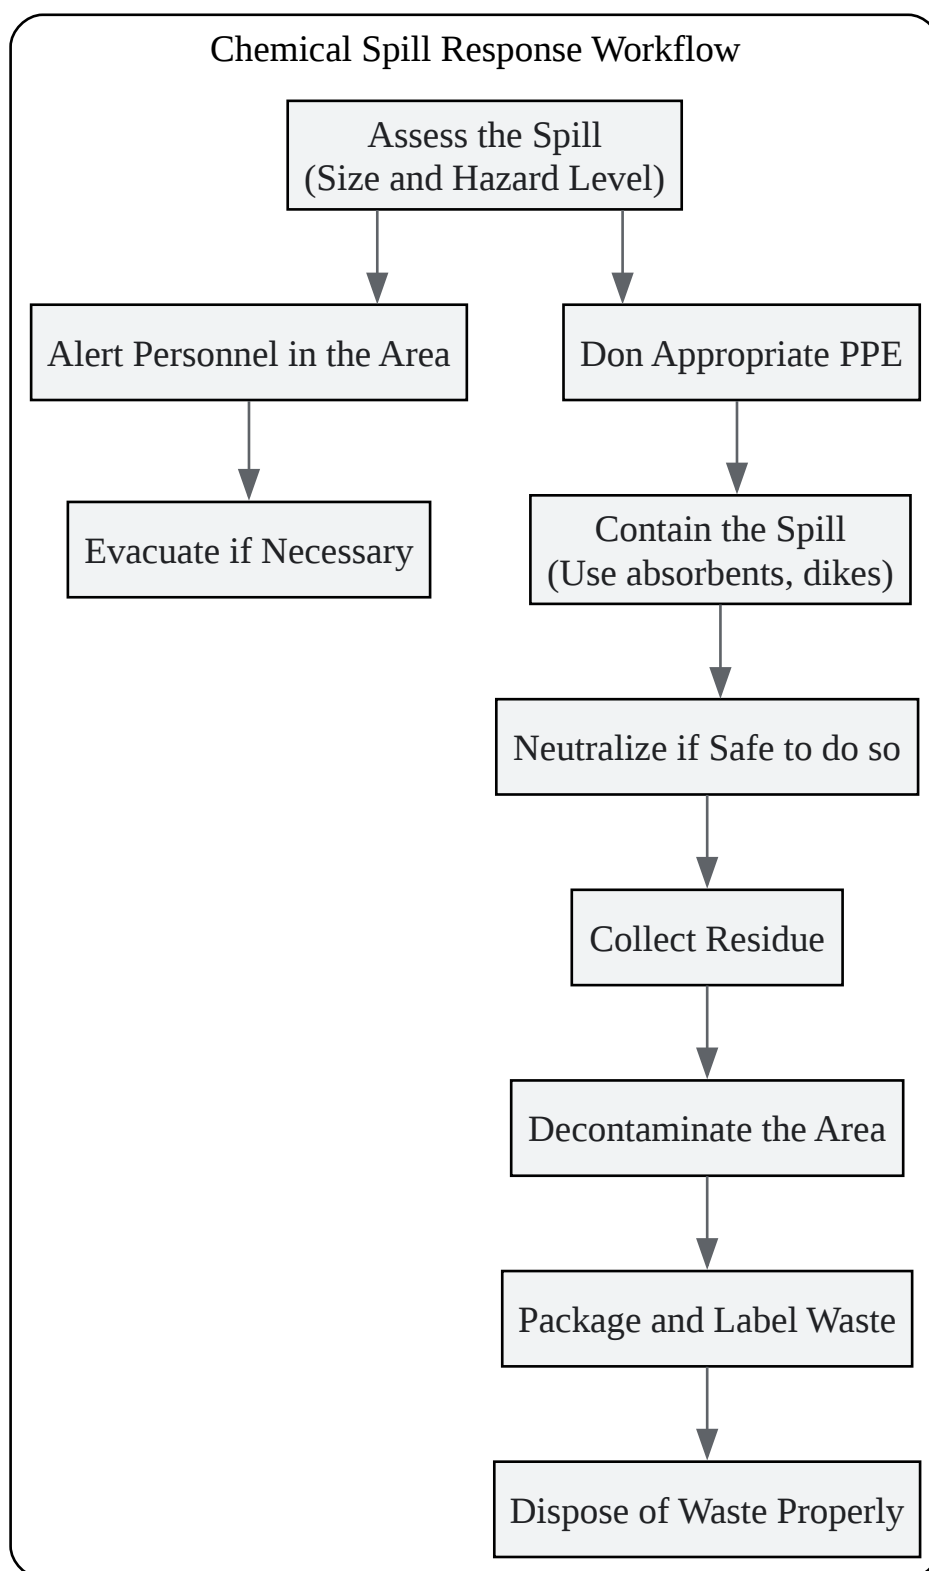 Chemical Spill Response Workflow
Assess the Spill
(Size and Hazard Level)
Alert Personnel in the Area
Don Appropriate PPE
Evacuate if Necessary
Contain the Spill
(Use absorbents, dikes)
Neutralize if Safe to do so
Collect Residue
Decontaminate the Area
Package and Label Waste
Dispose of Waste Properly